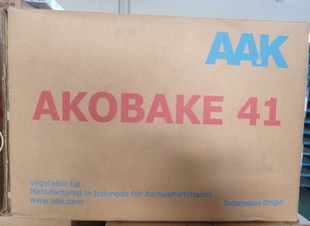 AAK
AKOBAKE 41
Vegetable fat
Manufactured in Indonesia for AarhusKarlshamn
www.aak.com
Indonesian Origin